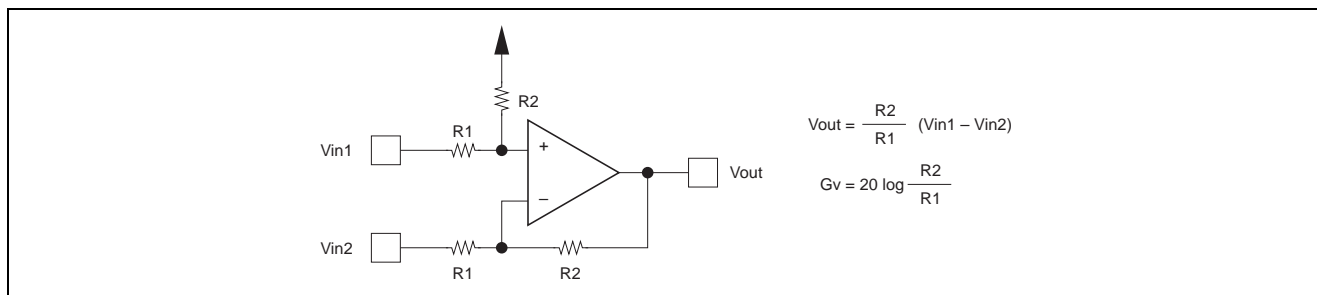 R2
R1
Vin1
+
Vout
−
Vin2
R1
R2
Vout = R2 / R1 (Vin1 – Vin2)
Gv = 20 log R2 / R1